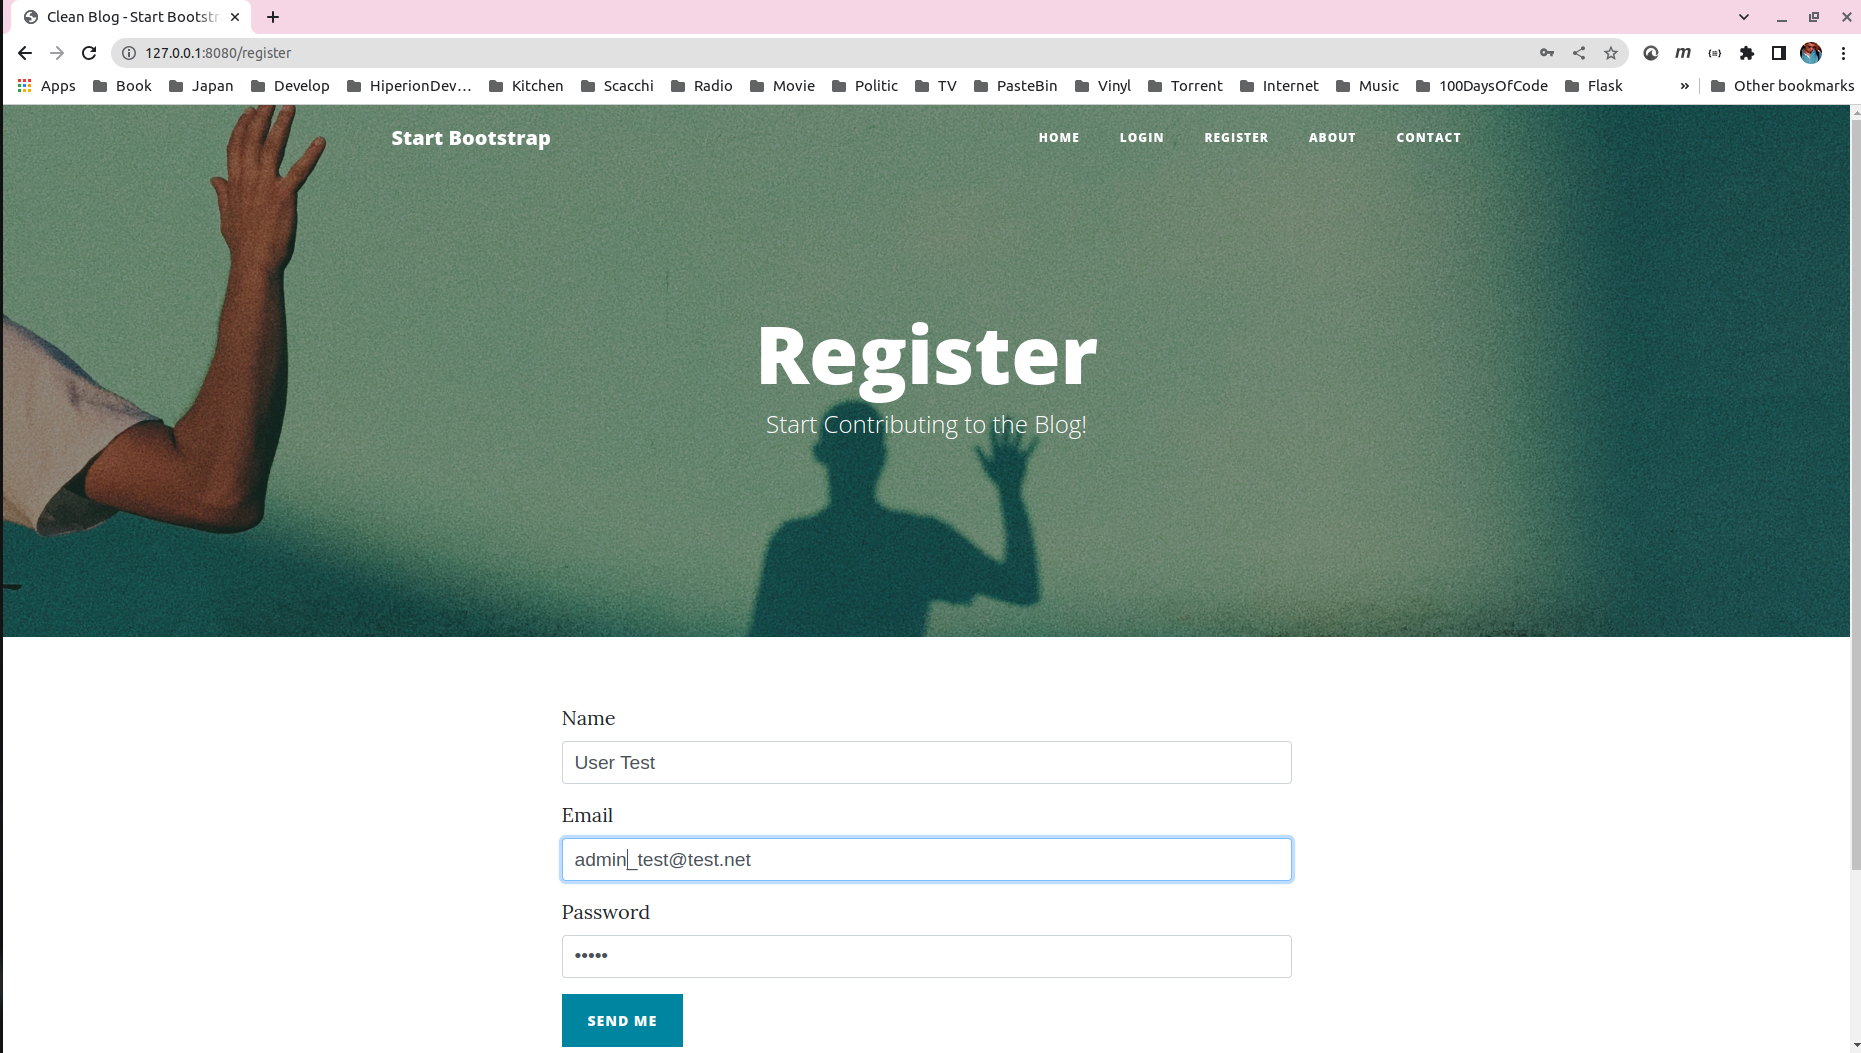 Clean Blog - Start Bootstr
127.0.0.1:8080/register
Apps Book Japan Develop HiperionDev... Kitchen Scacchi Radio Movie Politic TV PasteBin Vinyl Torrent Internet Music 100DaysOfCode Flask » Other bookmarks
Start Bootstrap HOME LOGIN REGISTER ABOUT CONTACT
Register
Start Contributing to the Blog!
Name
User Test
Email
admin_test@test.net
Password
•••••
SEND ME